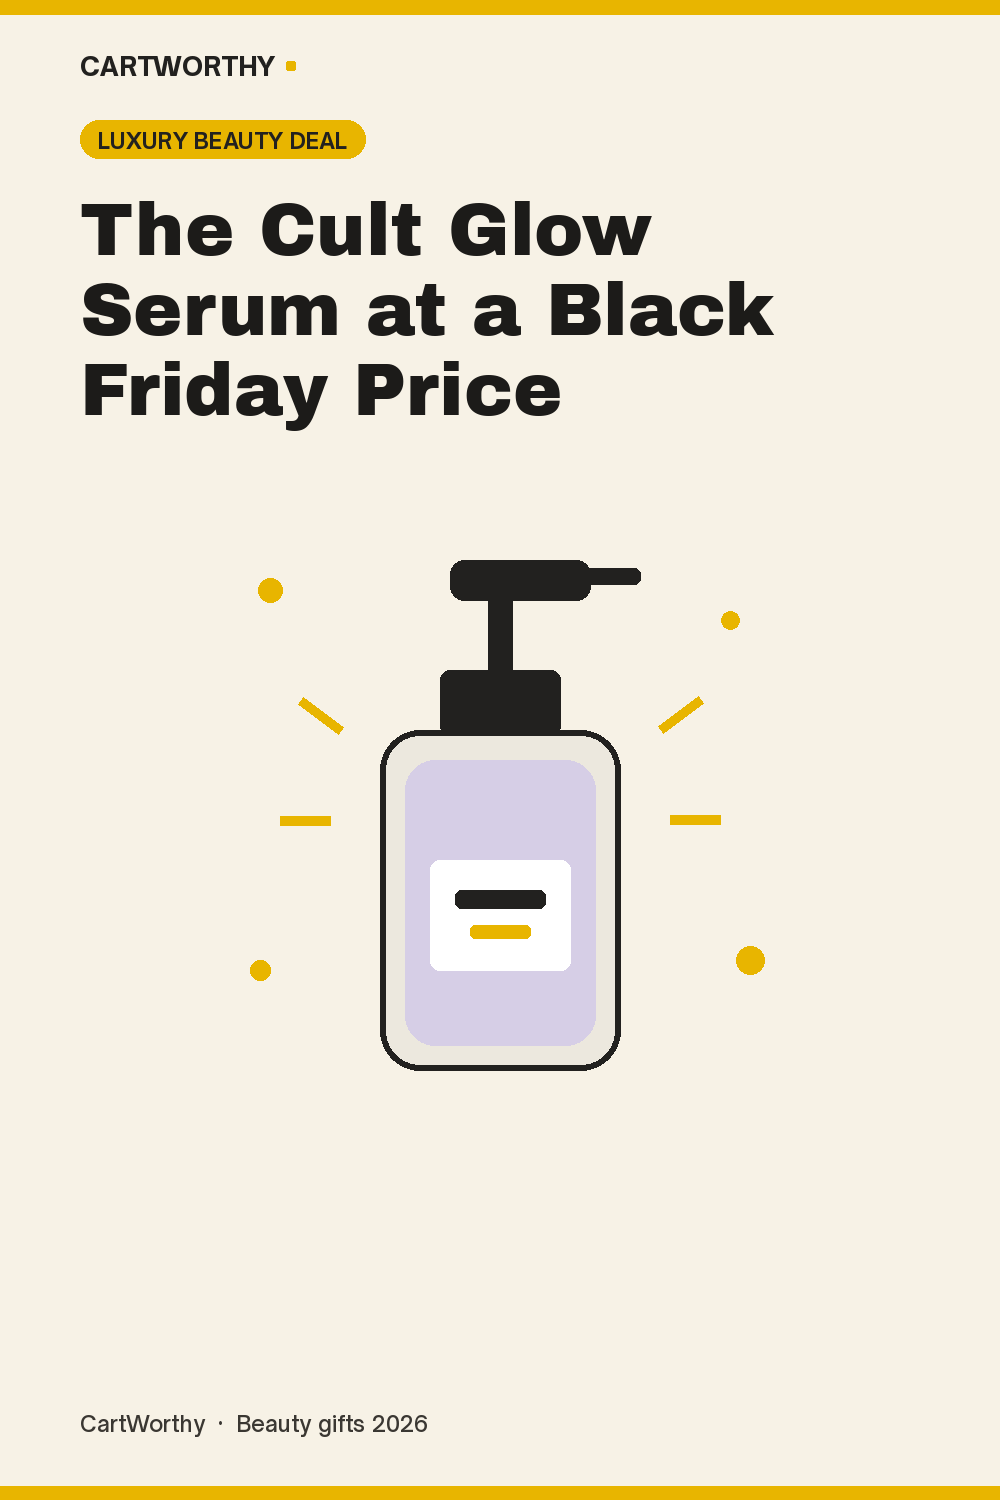 CARTWORTHY
LUXURY BEAUTY DEAL
The Cult Glow
Serum at a Black
Friday Price
CartWorthy · Beauty gifts 2026